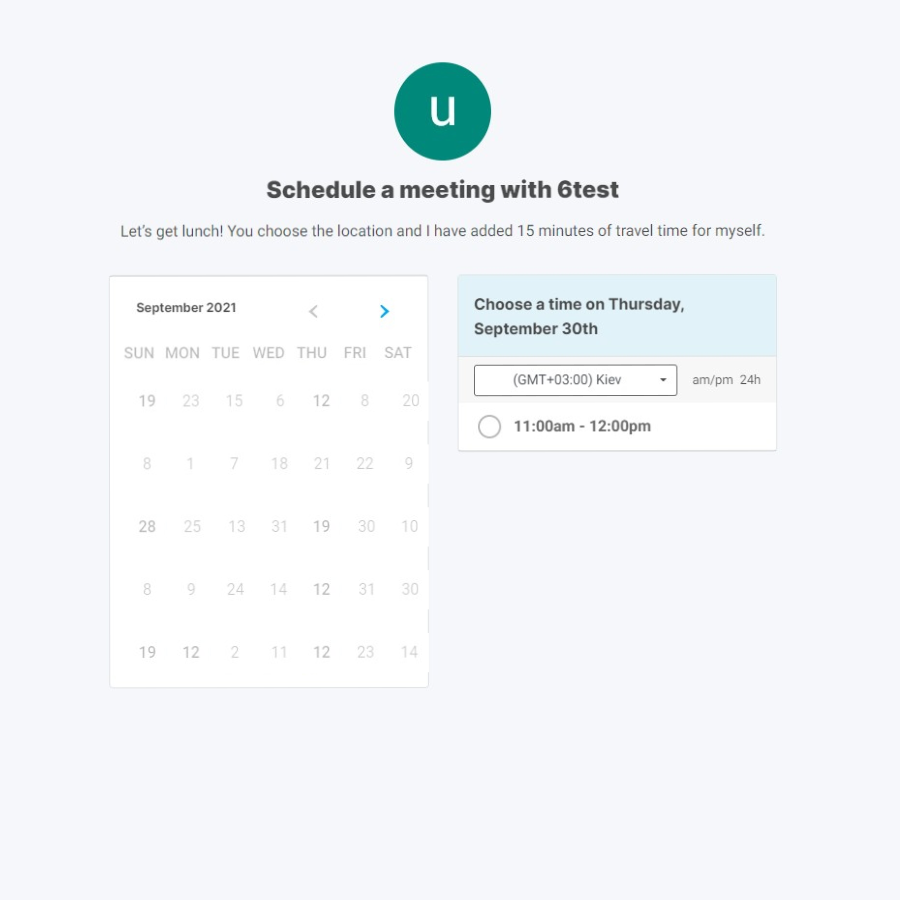 u
Schedule a meeting with 6test
Let's get lunch! You choose the location and I have added 15 minutes of travel time for myself.
September 2021
SUN MON TUE WED THU FRI SAT
19 23 15 6 12 8 20
8 1 7 18 21 22 9
28 25 13 31 19 30 10
8 9 24 14 12 31 30
19 12 2 11 12 23 14
Choose a time on Thursday,
September 30th
(GMT+03:00) Kiev am/pm 24h
11:00am - 12:00pm